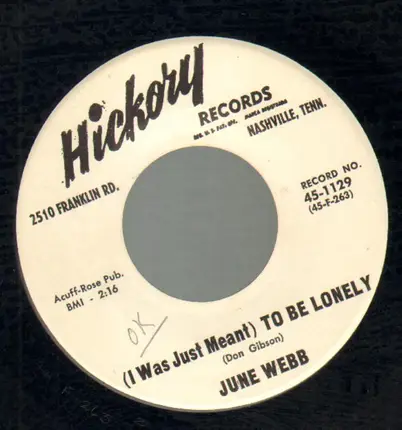 Hickory
RECORDS
NASHVILLE, TENN.
2510 FRANKLIN RD.
RECORD NO.
45-1129
(45-F-263)
Acuff-Rose Pub.
BMI - 2:16
OK
(I Was Just Meant) TO BE LONELY
(Don Gibson)
JUNE WEBB